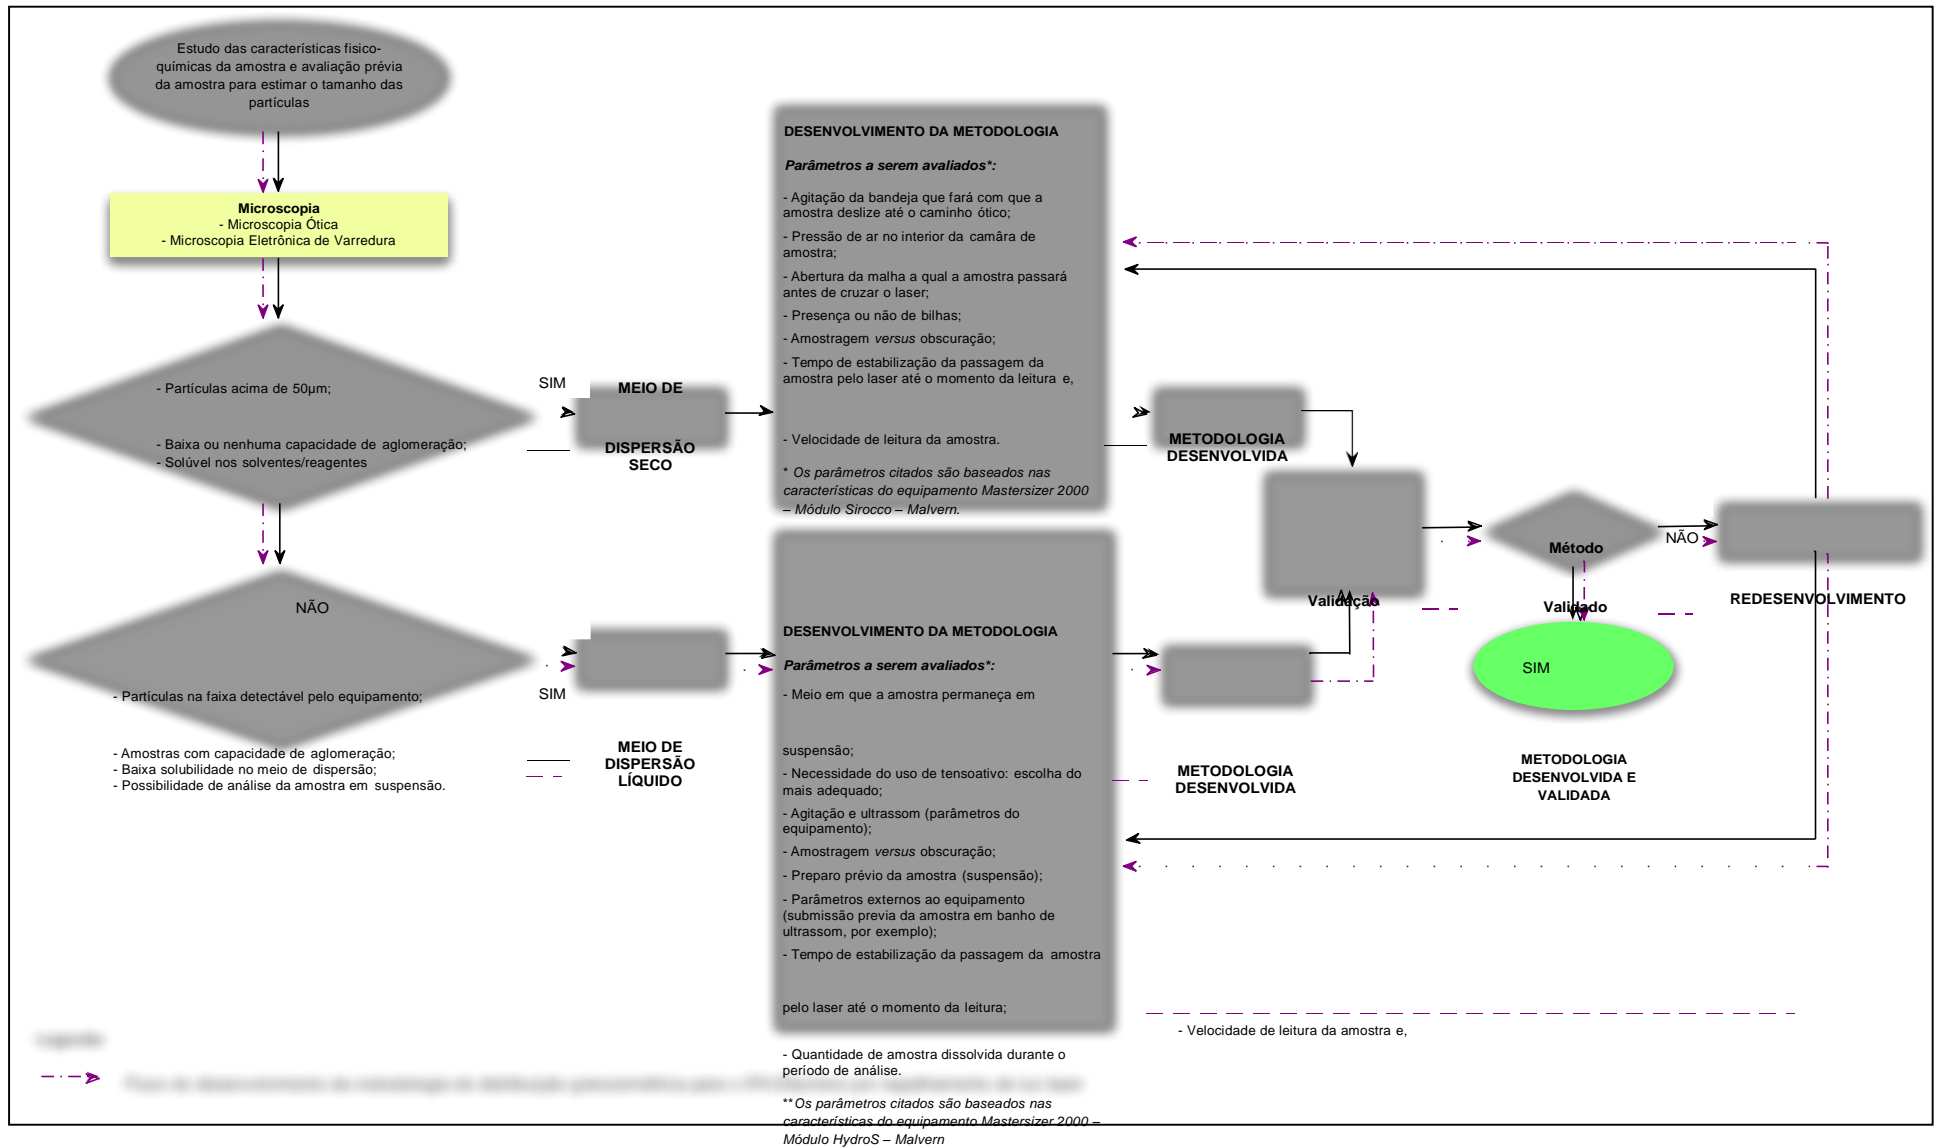 Estudo das características fisico-
químicas da amostra e avaliação prévia
da amostra para estimar o tamanho das
partículas
Microscopia
- Microscopia Ótica
- Microscopia Eletrônica de Varredura
- Partículas acima de 50µm;
- Baixa ou nenhuma capacidade de aglomeração;
- Solúvel nos solventes/reagentes
SIM
MEIO DE
DISPERSÃO
SECO
DESENVOLVIMENTO DA METODOLOGIA
Parâmetros a serem avaliados*:
- Agitação da bandeja que fará com que a
amostra deslize até o caminho ótico;
- Pressão de ar no interior da camâra de
amostra;
- Abertura da malha a qual a amostra passará
antes de cruzar o laser;
- Presença ou não de bilhas;
- Amostragem versus obscuração;
- Tempo de estabilização da passagem da
amostra pelo laser até o momento da leitura e,
- Velocidade de leitura da amostra.
* Os parâmetros citados são baseados nas
características do equipamento Mastersizer 2000
– Módulo Sirocco – Malvern.
METODOLOGIA
DESENVOLVIDA
Validação
Método
Validado
NÃO
REDESENVOLVIMENTO
SIM
METODOLOGIA
DESENVOLVIDA E
VALIDADA
NÃO
- Partículas na faixa detectável pelo equipamento;
- Amostras com capacidade de aglomeração;
- Baixa solubilidade no meio de dispersão;
- Possibilidade de análise da amostra em suspensão.
SIM
MEIO DE
DISPERSÃO
LÍQUIDO
DESENVOLVIMENTO DA METODOLOGIA
Parâmetros a serem avaliados*:
- Meio em que a amostra permaneça em
suspensão;
- Necessidade do uso de tensoativo: escolha do
mais adequado;
- Agitação e ultrassom (parâmetros do
equipamento);
- Amostragem versus obscuração;
- Preparo prévio da amostra (suspensão);
- Parâmetros externos ao equipamento
(submissão previa da amostra em banho de
ultrassom, por exemplo);
- Tempo de estabilização da passagem da amostra
pelo laser até o momento da leitura;
- Velocidade de leitura da amostra e,
- Quantidade de amostra dissolvida durante o
período de análise.
**Os parâmetros citados são baseados nas
características do equipamento Mastersizer 2000 –
Módulo HydroS – Malvern
METODOLOGIA
DESENVOLVIDA
Legenda